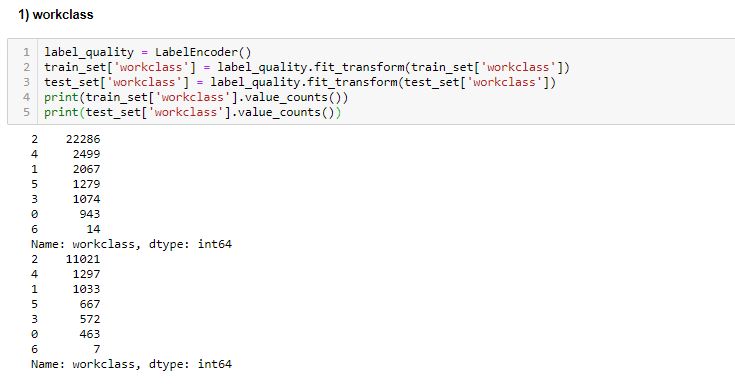 1) workclass
1 label_quality = LabelEncoder()
2 train_set['workclass'] = label_quality.fit_transform(train_set['workclass'])
3 test_set['workclass'] = label_quality.fit_transform(test_set['workclass'])
4 print(train_set['workclass'].value_counts())
5 print(test_set['workclass'].value_counts())
2 22286
4 2499
1 2067
5 1279
3 1074
0 943
6 14
Name: workclass, dtype: int64
2 11021
4 1297
1 1033
5 667
3 572
0 463
6 7
Name: workclass, dtype: int64